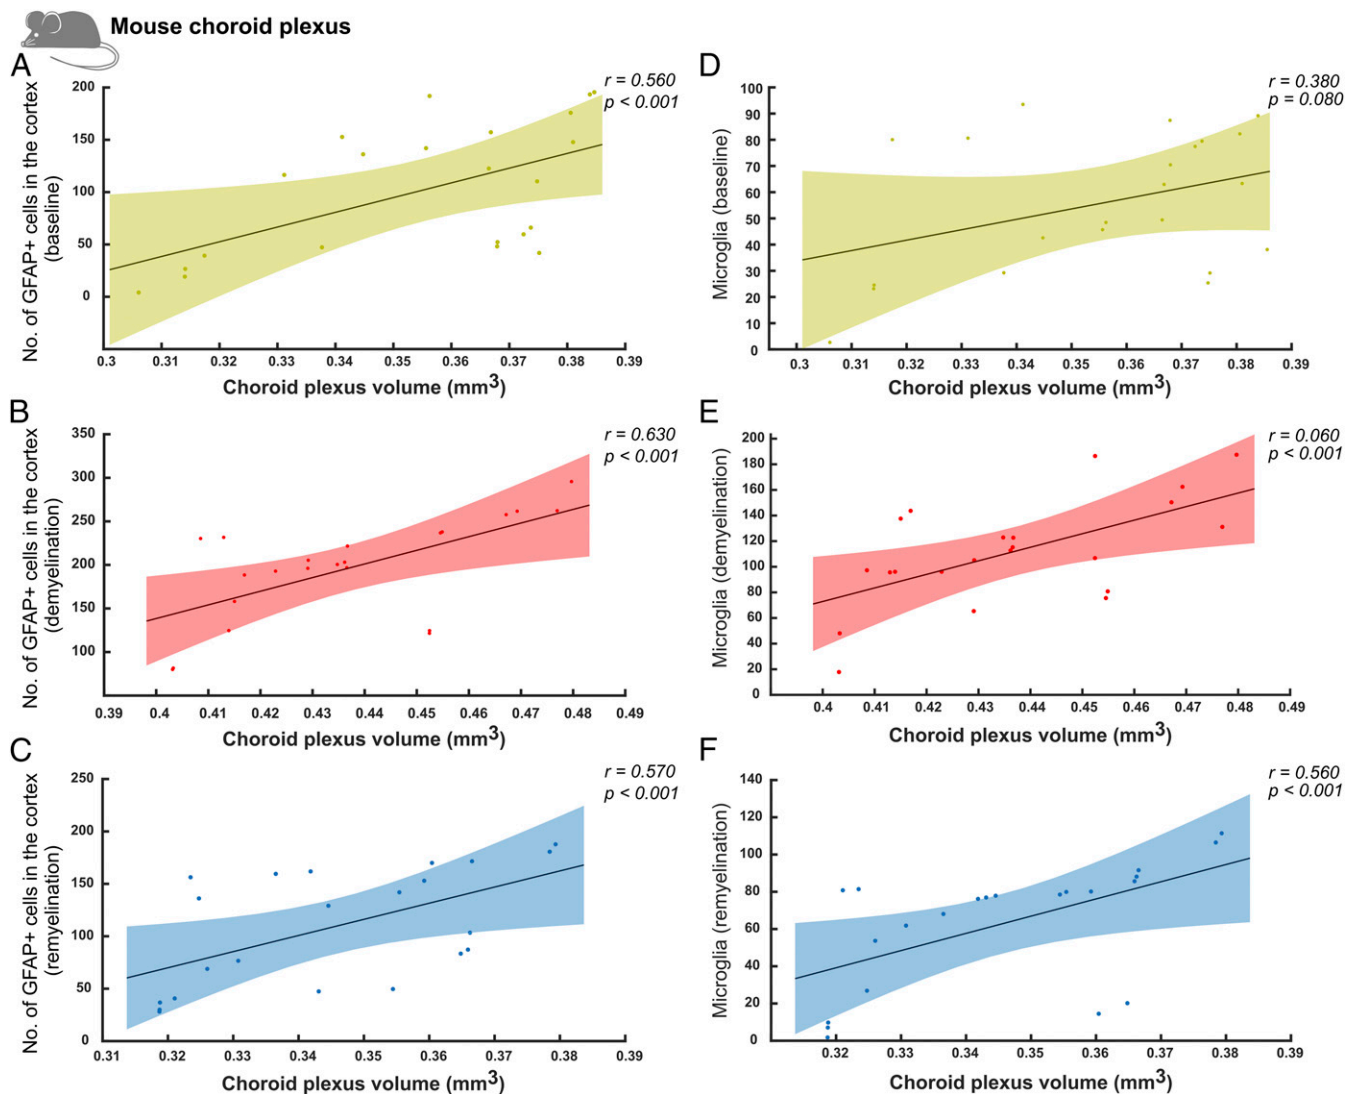 Mouse choroid plexus
A
r = 0.560
p < 0.001
No. of GFAP+ cells in the cortex
(baseline)
200
150
100
50
0
0.3 0.31 0.32 0.33 0.34 0.35 0.36 0.37 0.38 0.39
Choroid plexus volume (mm3)
D
r = 0.380
p = 0.080
Microglia (baseline)
100
90
80
70
60
50
40
30
20
10
0
0.3 0.31 0.32 0.33 0.34 0.35 0.36 0.37 0.38 0.39
Choroid plexus volume (mm3)
B
r = 0.630
p < 0.001
No. of GFAP+ cells in the cortex
(demyelination)
350
300
250
200
150
100
0.39 0.4 0.41 0.42 0.43 0.44 0.45 0.46 0.47 0.48 0.49
Choroid plexus volume (mm3)
E
r = 0.060
p < 0.001
Microglia (demyelination)
200
180
160
140
120
100
80
60
40
20
0
0.4 0.41 0.42 0.43 0.44 0.45 0.46 0.47 0.48 0.49
Choroid plexus volume (mm3)
C
r = 0.570
p < 0.001
No. of GFAP+ cells in the cortex
(remyelination)
250
200
150
100
50
0
0.31 0.32 0.33 0.34 0.35 0.36 0.37 0.38 0.39
Choroid plexus volume (mm3)
F
r = 0.560
p < 0.001
Microglia (remyelination)
140
120
100
80
60
40
20
0
0.32 0.33 0.34 0.35 0.36 0.37 0.38 0.39
Choroid plexus volume (mm3)